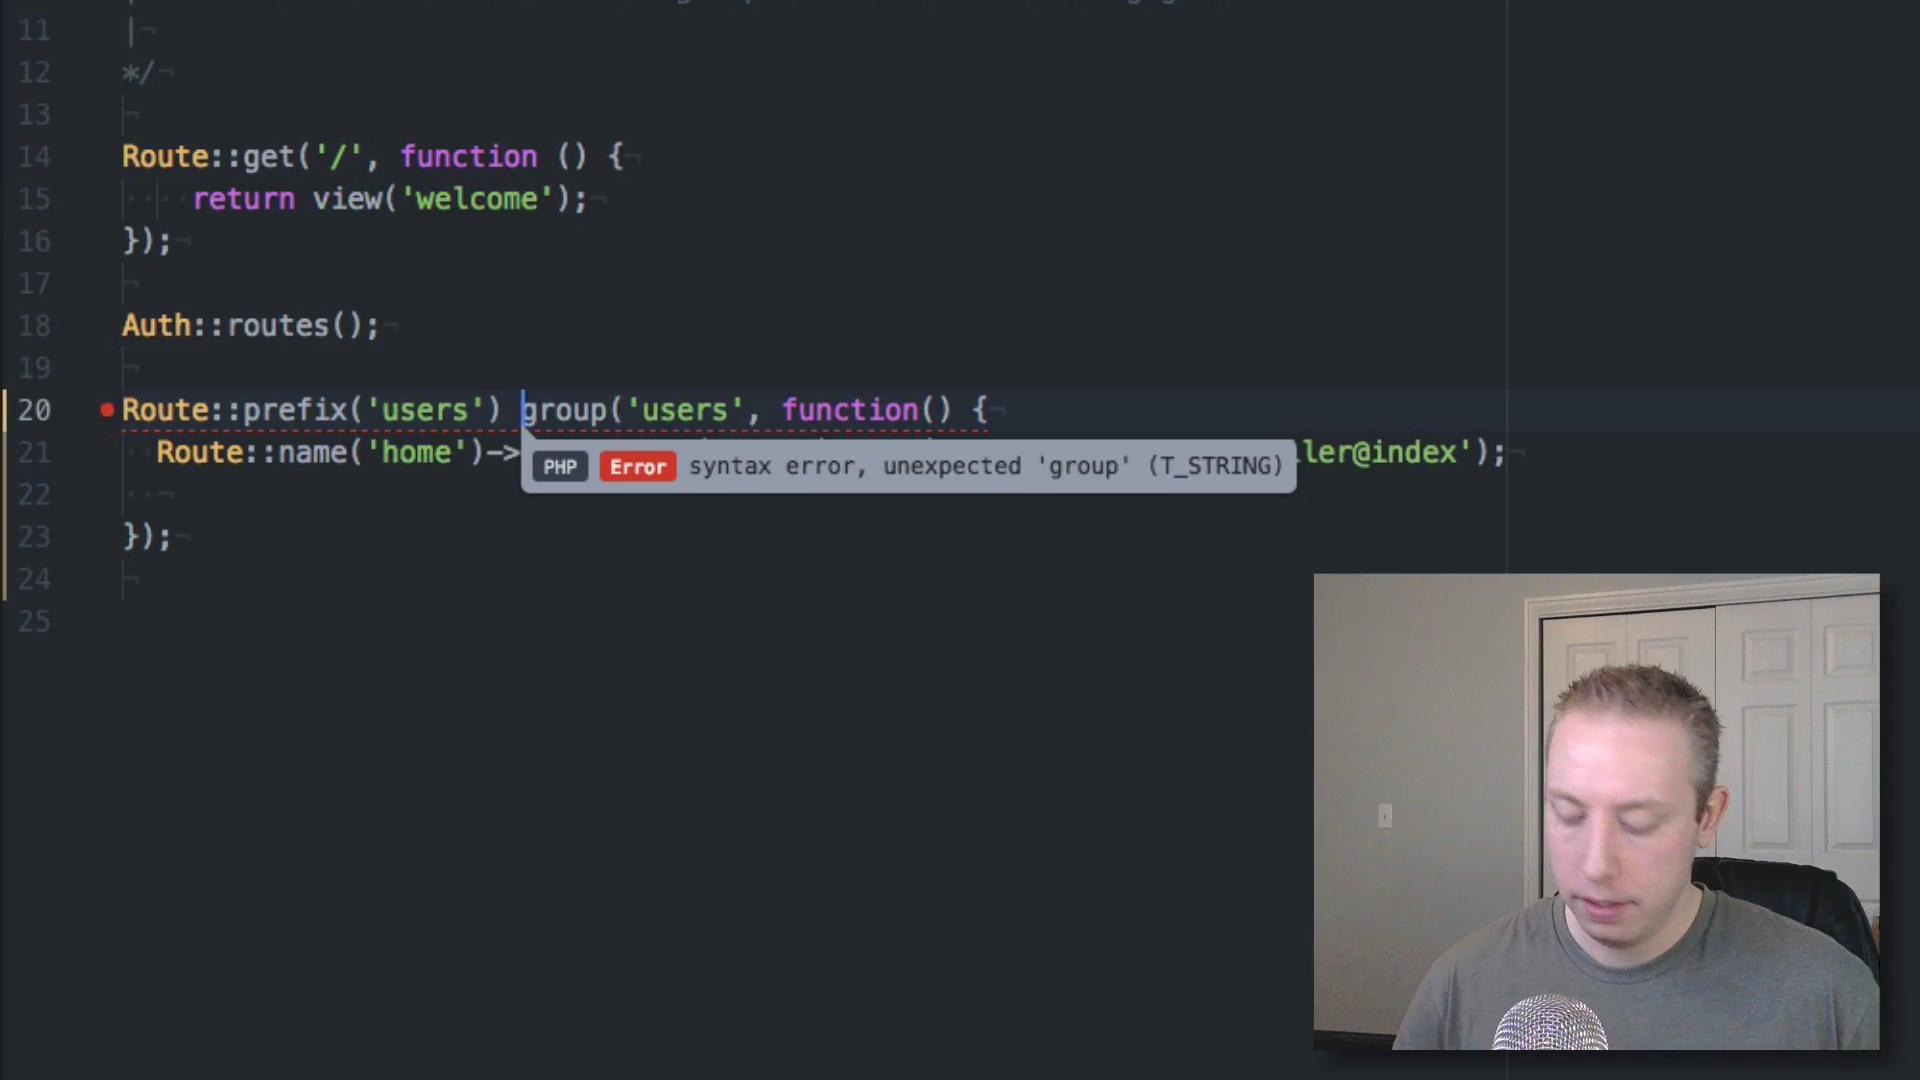 11 |
12 */
13
14 Route::get('/', function () {
15 return view('welcome');
16 });
17
18 Auth::routes();
19
20 Route::prefix('users') group('users', function() {
21 Route::name('home')-> ller@index');
PHP Error syntax error, unexpected 'group' (T_STRING)
22
23 });
24
25